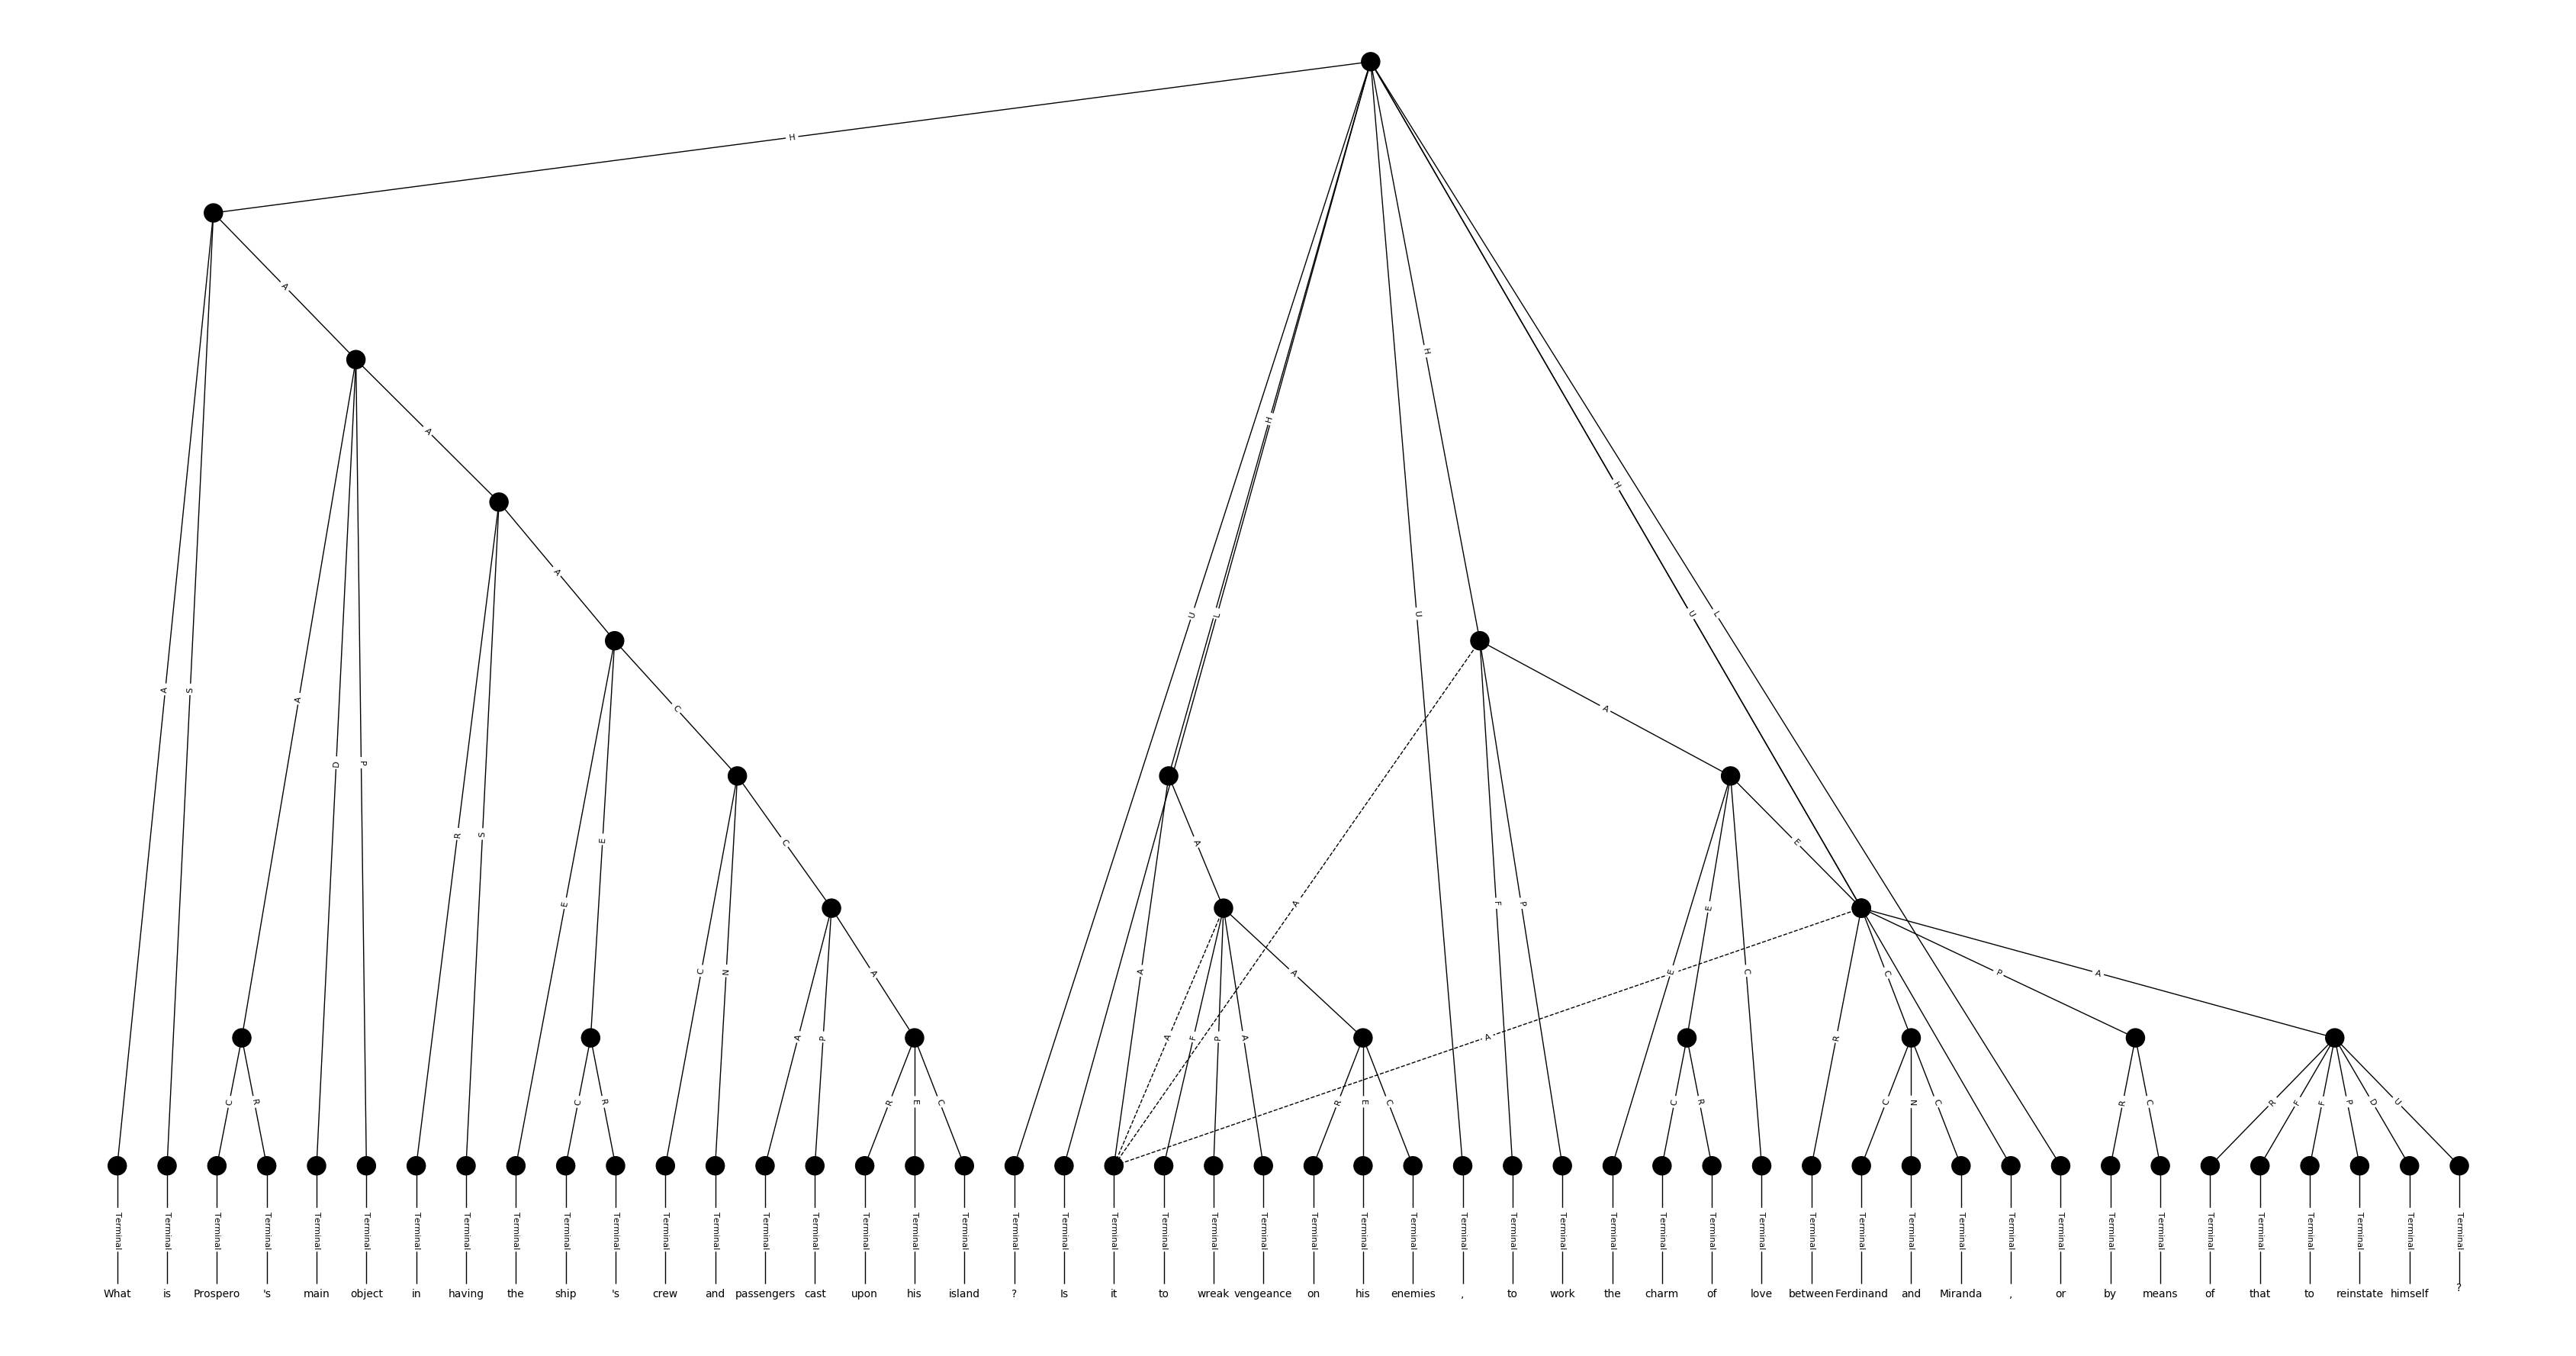 H
A
A
H
A
H
H
A
L
U
U
U
L
A
S
A
D
P
C
A
A
R
S
E
E
C
A
A
E
A
F
P
E
C
C
N
A
A
A
E
P
A
A
P
A
F
P
A
A
R
C
R
C
R
R
E
C
R
E
C
C
R
C
N
C
R
C
R
F
F
P
D
U
Terminal Terminal Terminal Terminal Terminal Terminal Terminal Terminal Terminal Terminal Terminal Terminal Terminal Terminal Terminal Terminal Terminal Terminal Terminal Terminal Terminal Terminal Terminal Terminal Terminal Terminal Terminal Terminal Terminal Terminal Terminal Terminal Terminal Terminal Terminal Terminal Terminal Terminal Terminal Terminal Terminal Terminal Terminal Terminal Terminal Terminal Terminal Terminal
What is Prospero 's main object in having the ship 's crew and passengers cast upon his island ? Is it to wreak vengeance on his enemies , to work the charm of love between Ferdinand and Miranda , or by means of that to reinstate himself ?